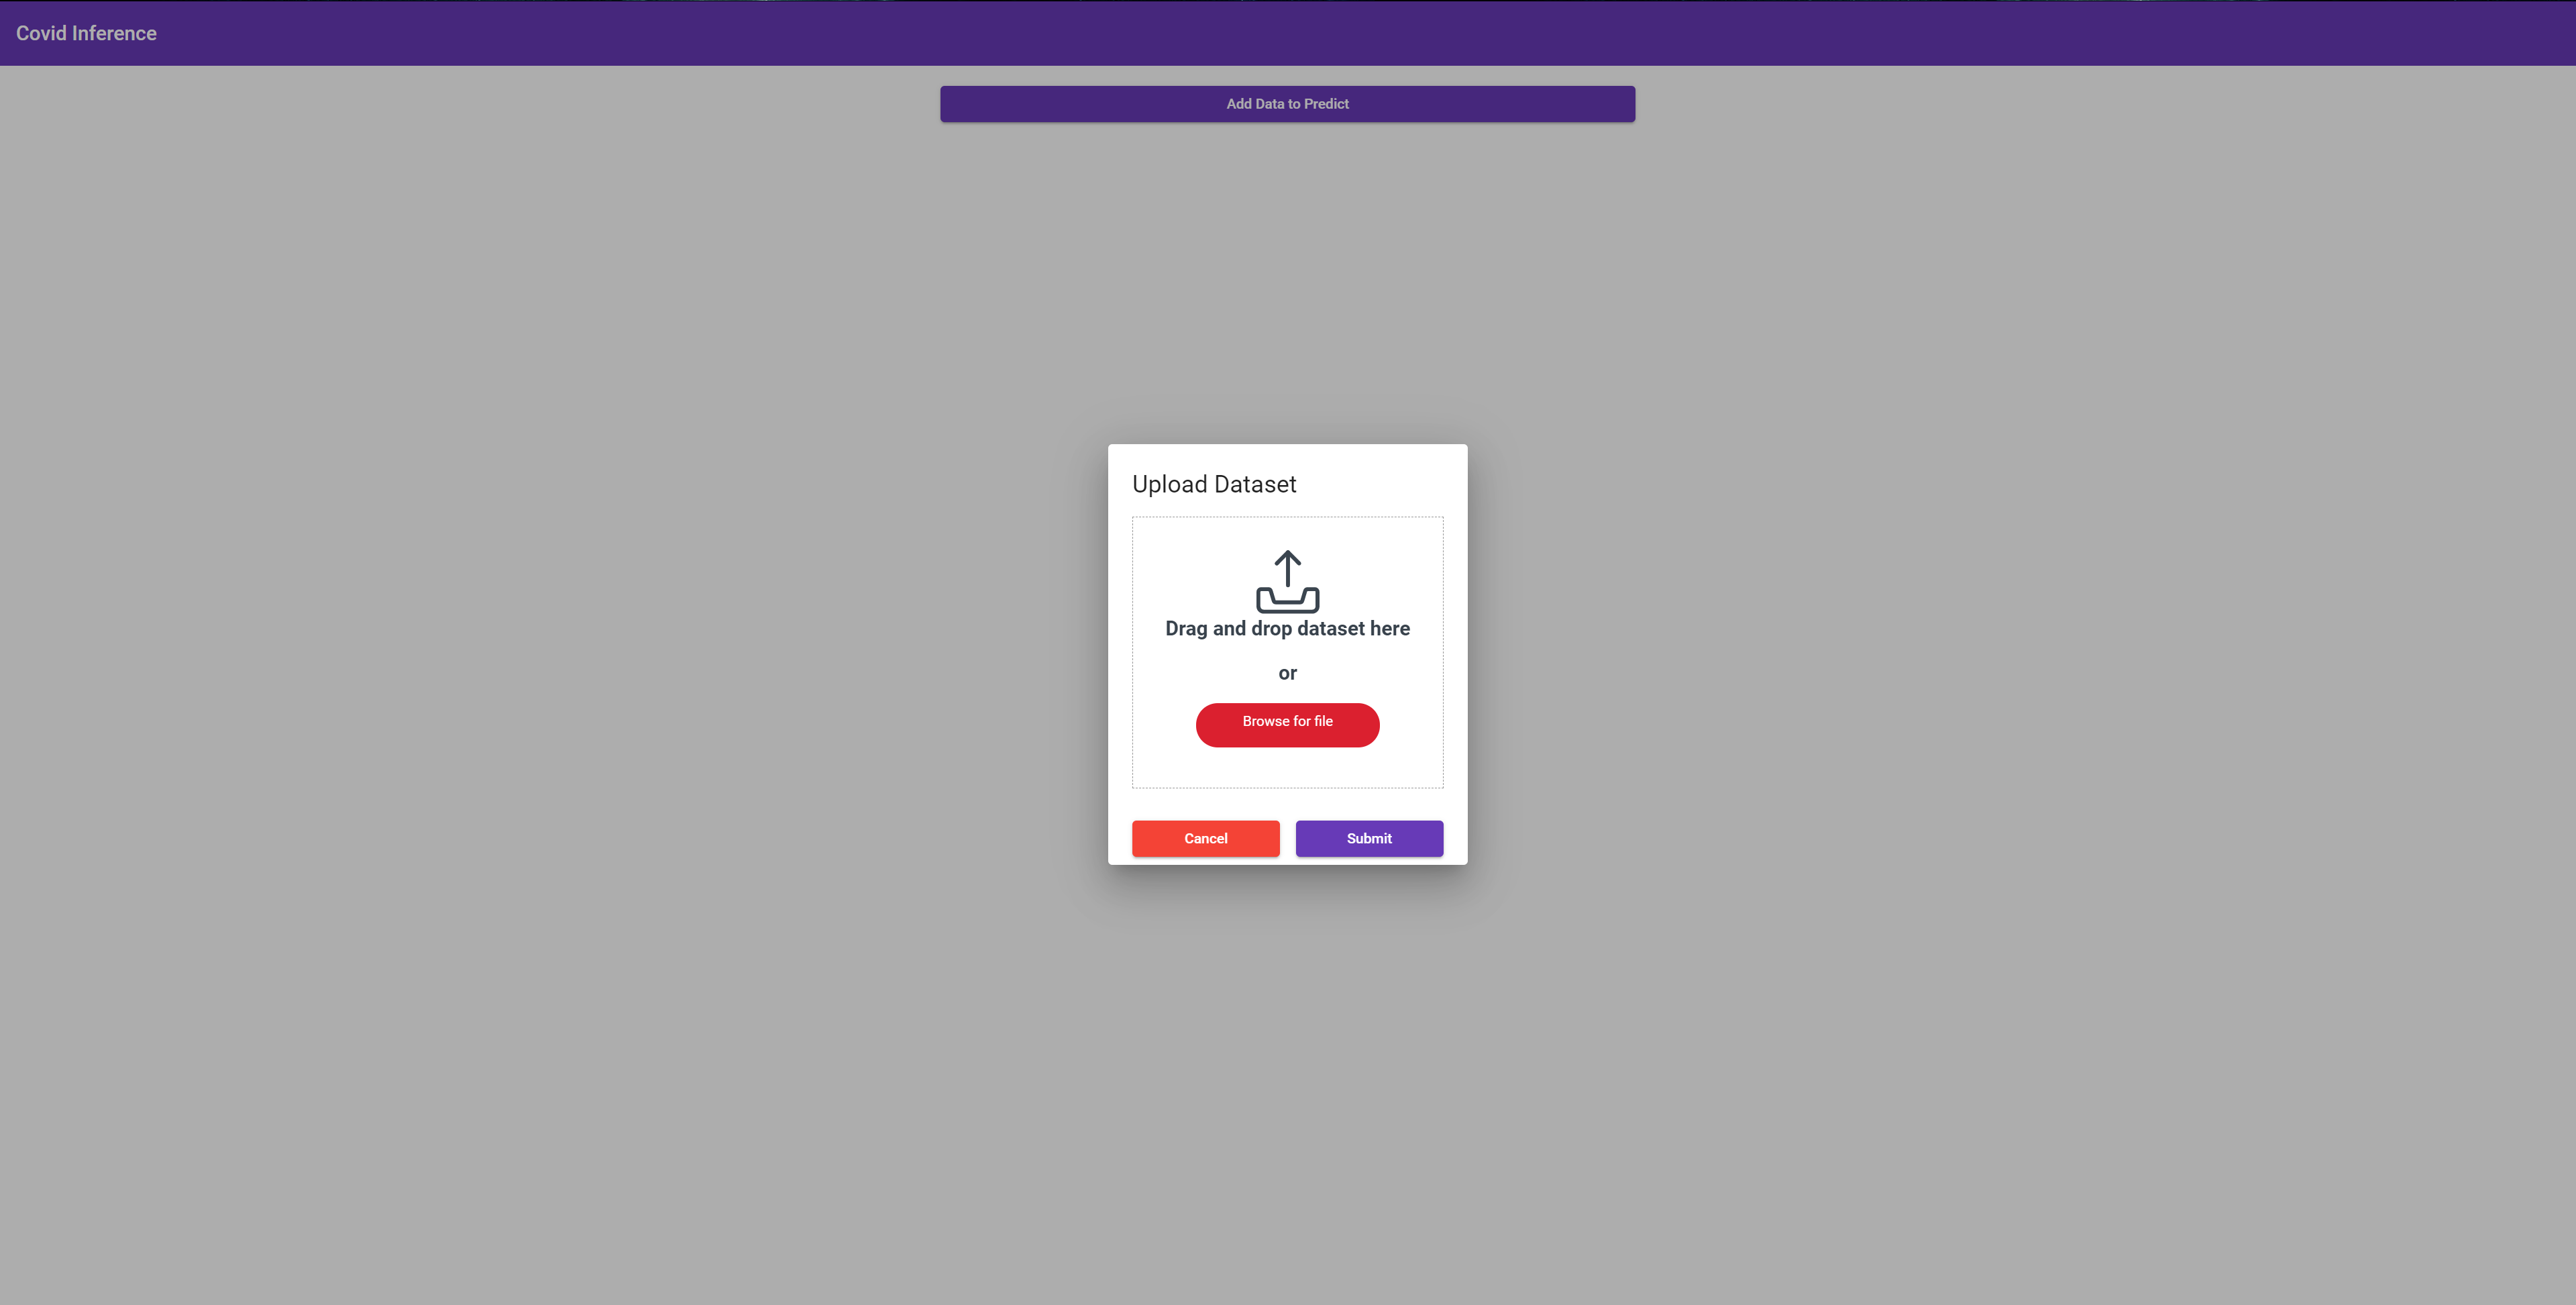 Covid Inference
Add Data to Predict
Upload Dataset
Drag and drop dataset here
or
Browse for file
Cancel
Submit